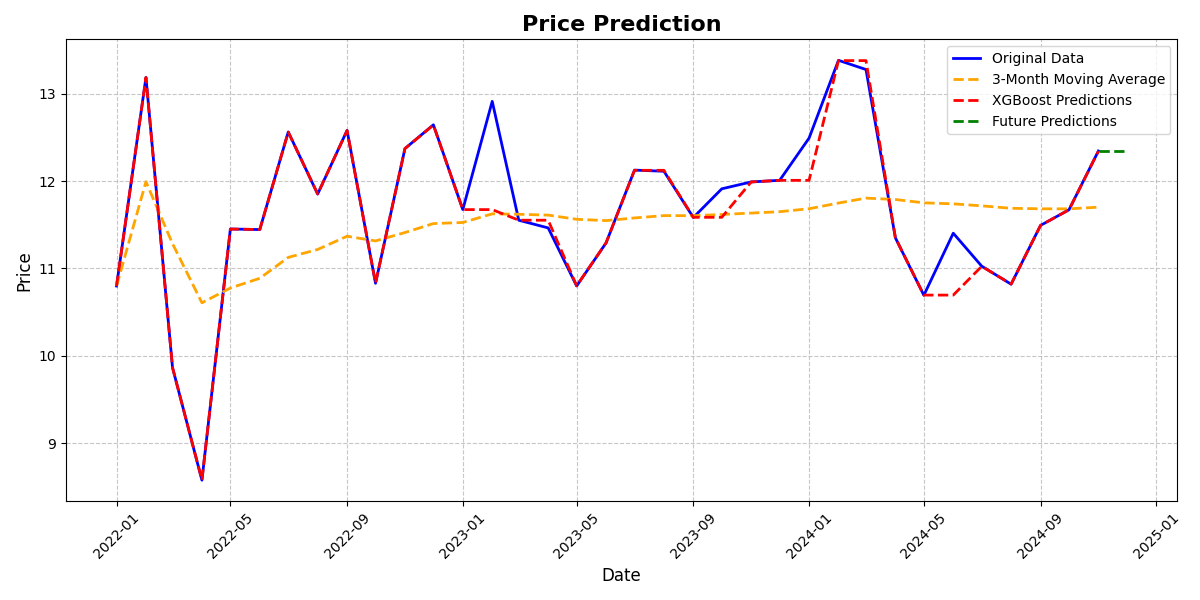 Price Prediction
Original Data
3-Month Moving Average
XGBoost Predictions
Future Predictions
Price
13
12
11
10
9
2022-01
2022-05
2022-09
2023-01
2023-05
2023-09
2024-01
2024-05
2024-09
2025-01
Date